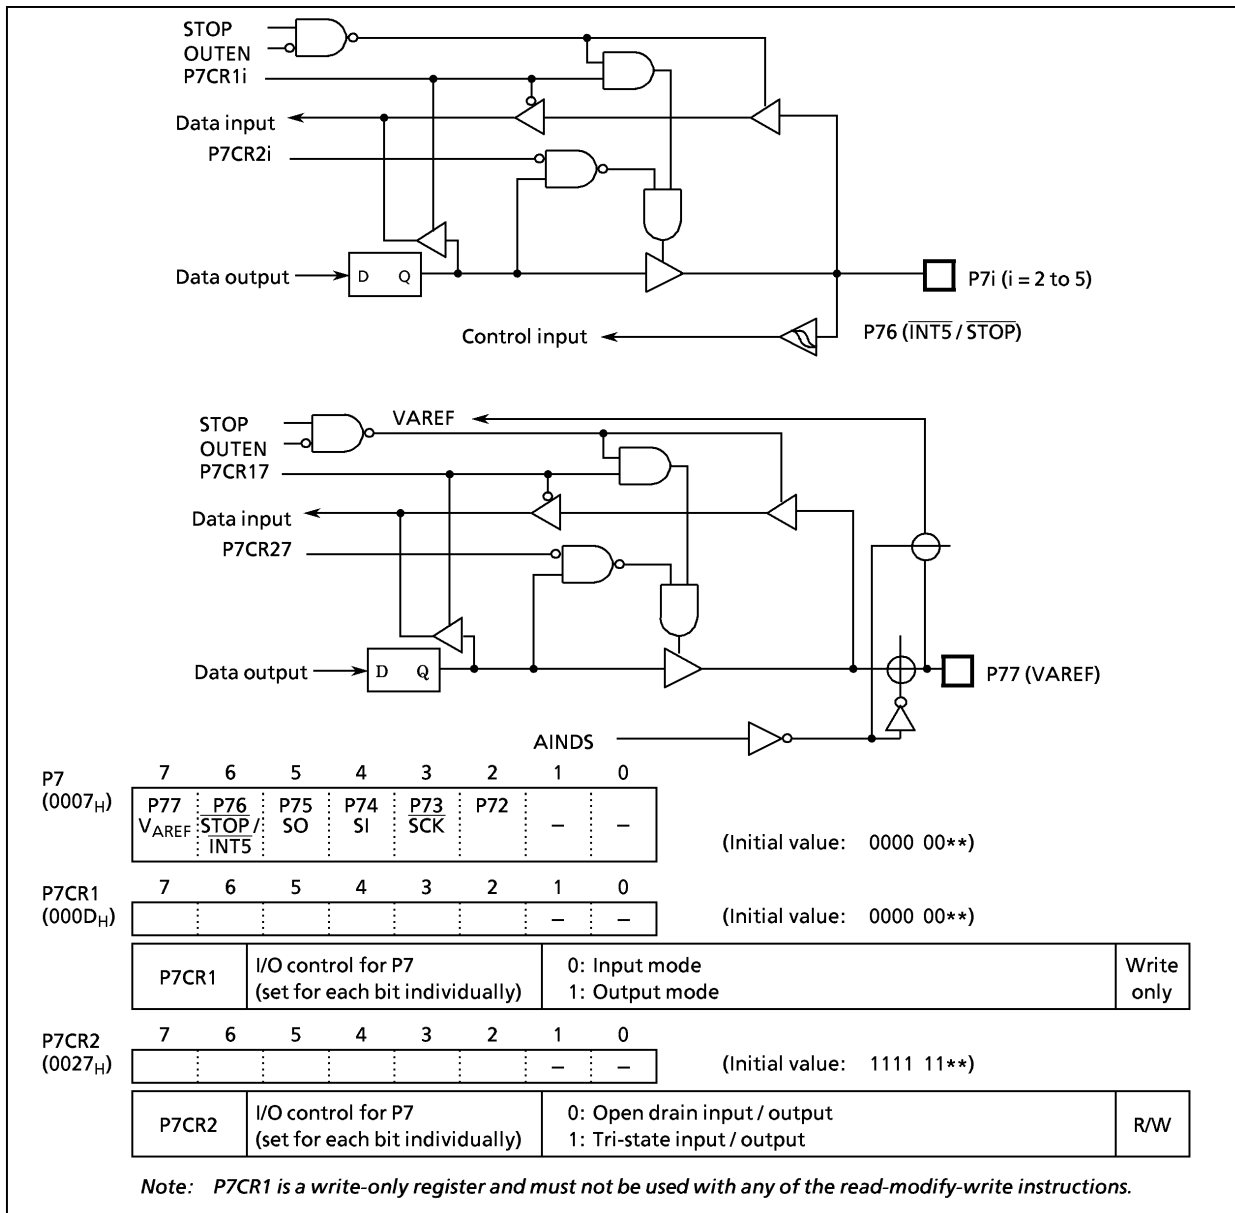 STOP
OUTEN
P7CR1i
Data input
P7CR2i
Data output
D Q
P7i (i = 2 to 5)
Control input
P76 (INT5 / STOP)
STOP
VAREF
OUTEN
P7CR17
Data input
P7CR27
Data output
D Q
P77 (VAREF)
AINDS
P7
(0007H)
7 6 5 4 3 2 1 0
P77 P76 P75 P74 P73 P72
VAREF STOP / SO SI SCK – –
INT5
(Initial value: 0000 00**)
P7CR1
(000DH)
7 6 5 4 3 2 1 0
– –
(Initial value: 0000 00**)
P7CR1
I/O control for P7
(set for each bit individually)
0: Input mode
1: Output mode
Write
only
P7CR2
(0027H)
7 6 5 4 3 2 1 0
– –
(Initial value: 1111 11**)
P7CR2
I/O control for P7
(set for each bit individually)
0: Open drain input / output
1: Tri-state input / output
R/W
Note: P7CR1 is a write-only register and must not be used with any of the read-modify-write instructions.